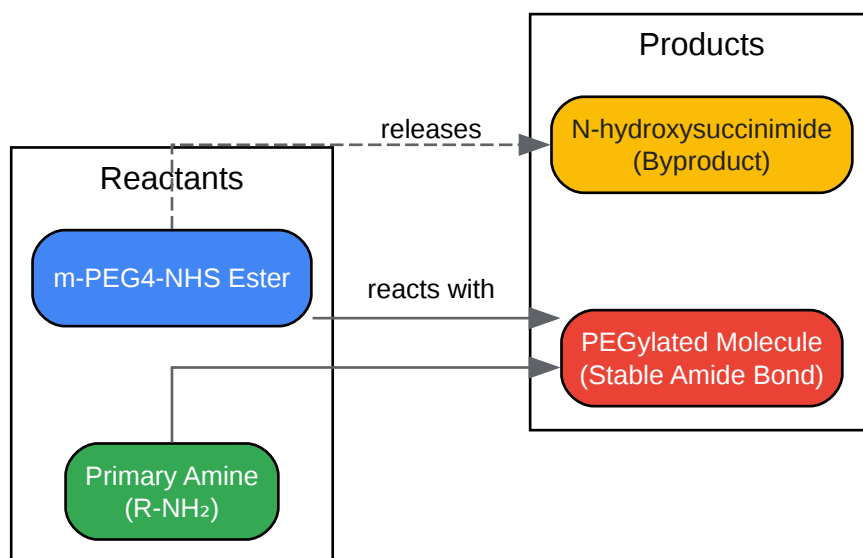 Products
releases
N-hydroxysuccinimide
(Byproduct)
Reactants
m-PEG4-NHS Ester
reacts with
PEGylated Molecule
(Stable Amide Bond)
Primary Amine
(R-NH₂)